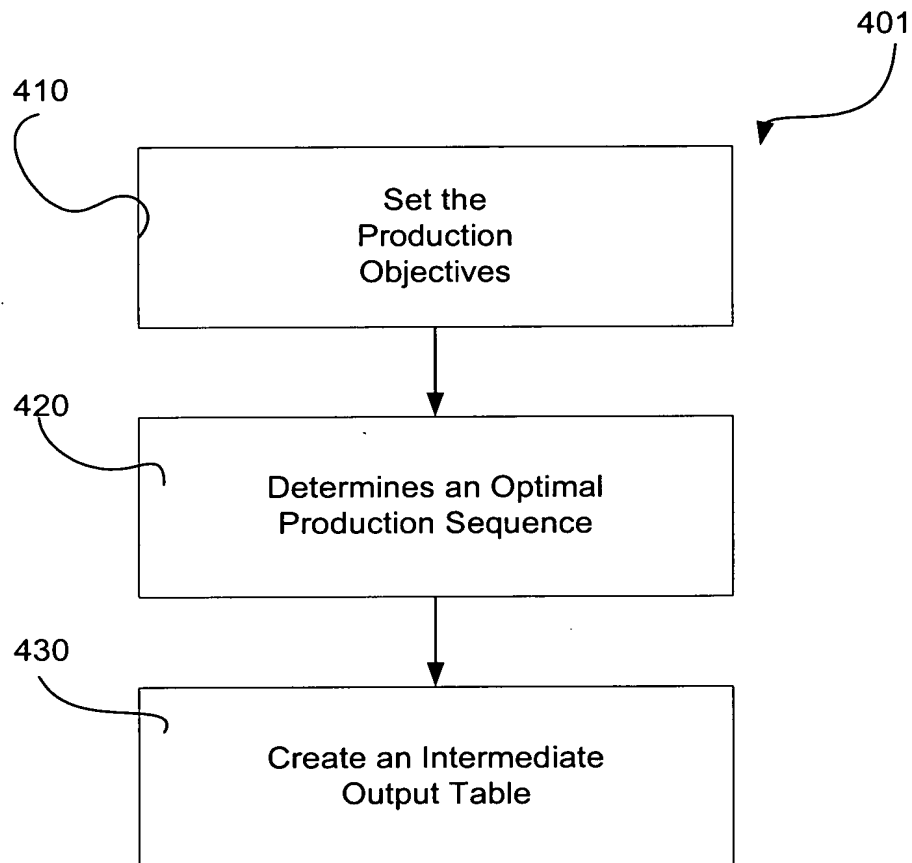 401
410
Set the
Production
Objectives
420
Determines an Optimal
Production Sequence
430
Create an Intermediate
Output Table